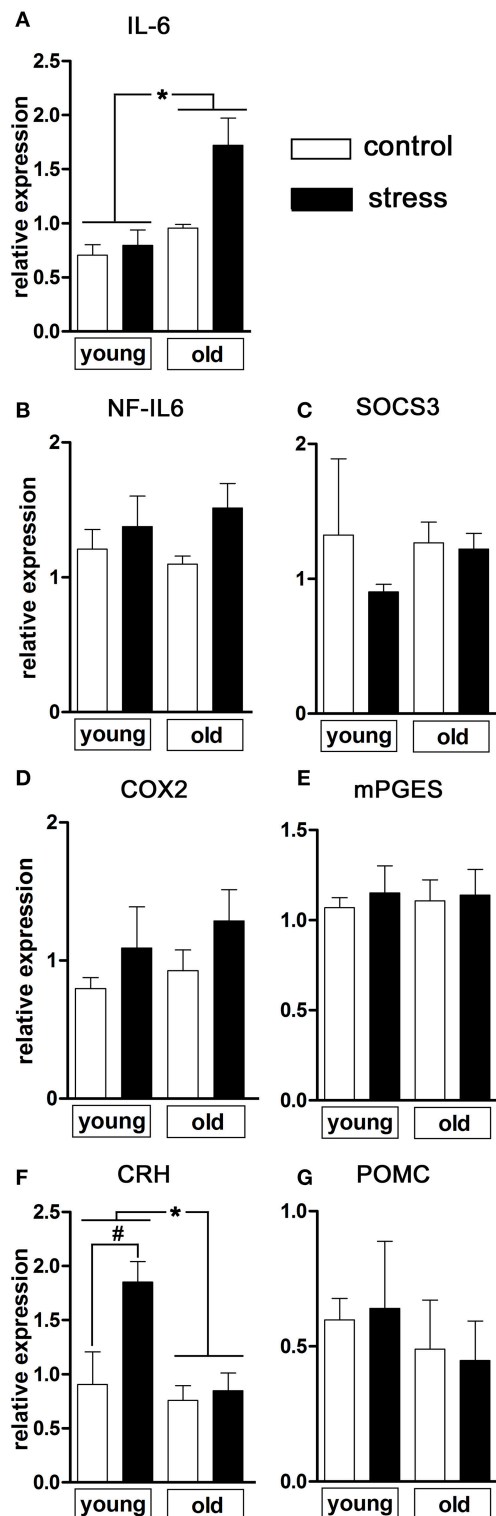 A
IL-6
relative expression
2.5
2.0
1.5
1.0
0.5
0.0
*
young
old
control
stress
B
NF-IL6
relative expression
2
1
0
young
old
C
SOCS3
2
1
0
young
old
D
COX2
relative expression
2
1
0
young
old
E
mPGES
1.5
1.0
0.5
0.0
young
old
F
CRH
relative expression
2.5
2.0
1.5
1.0
0.5
0.0
*
#
young
old
G
POMC
1.0
0.5
0.0
young
old